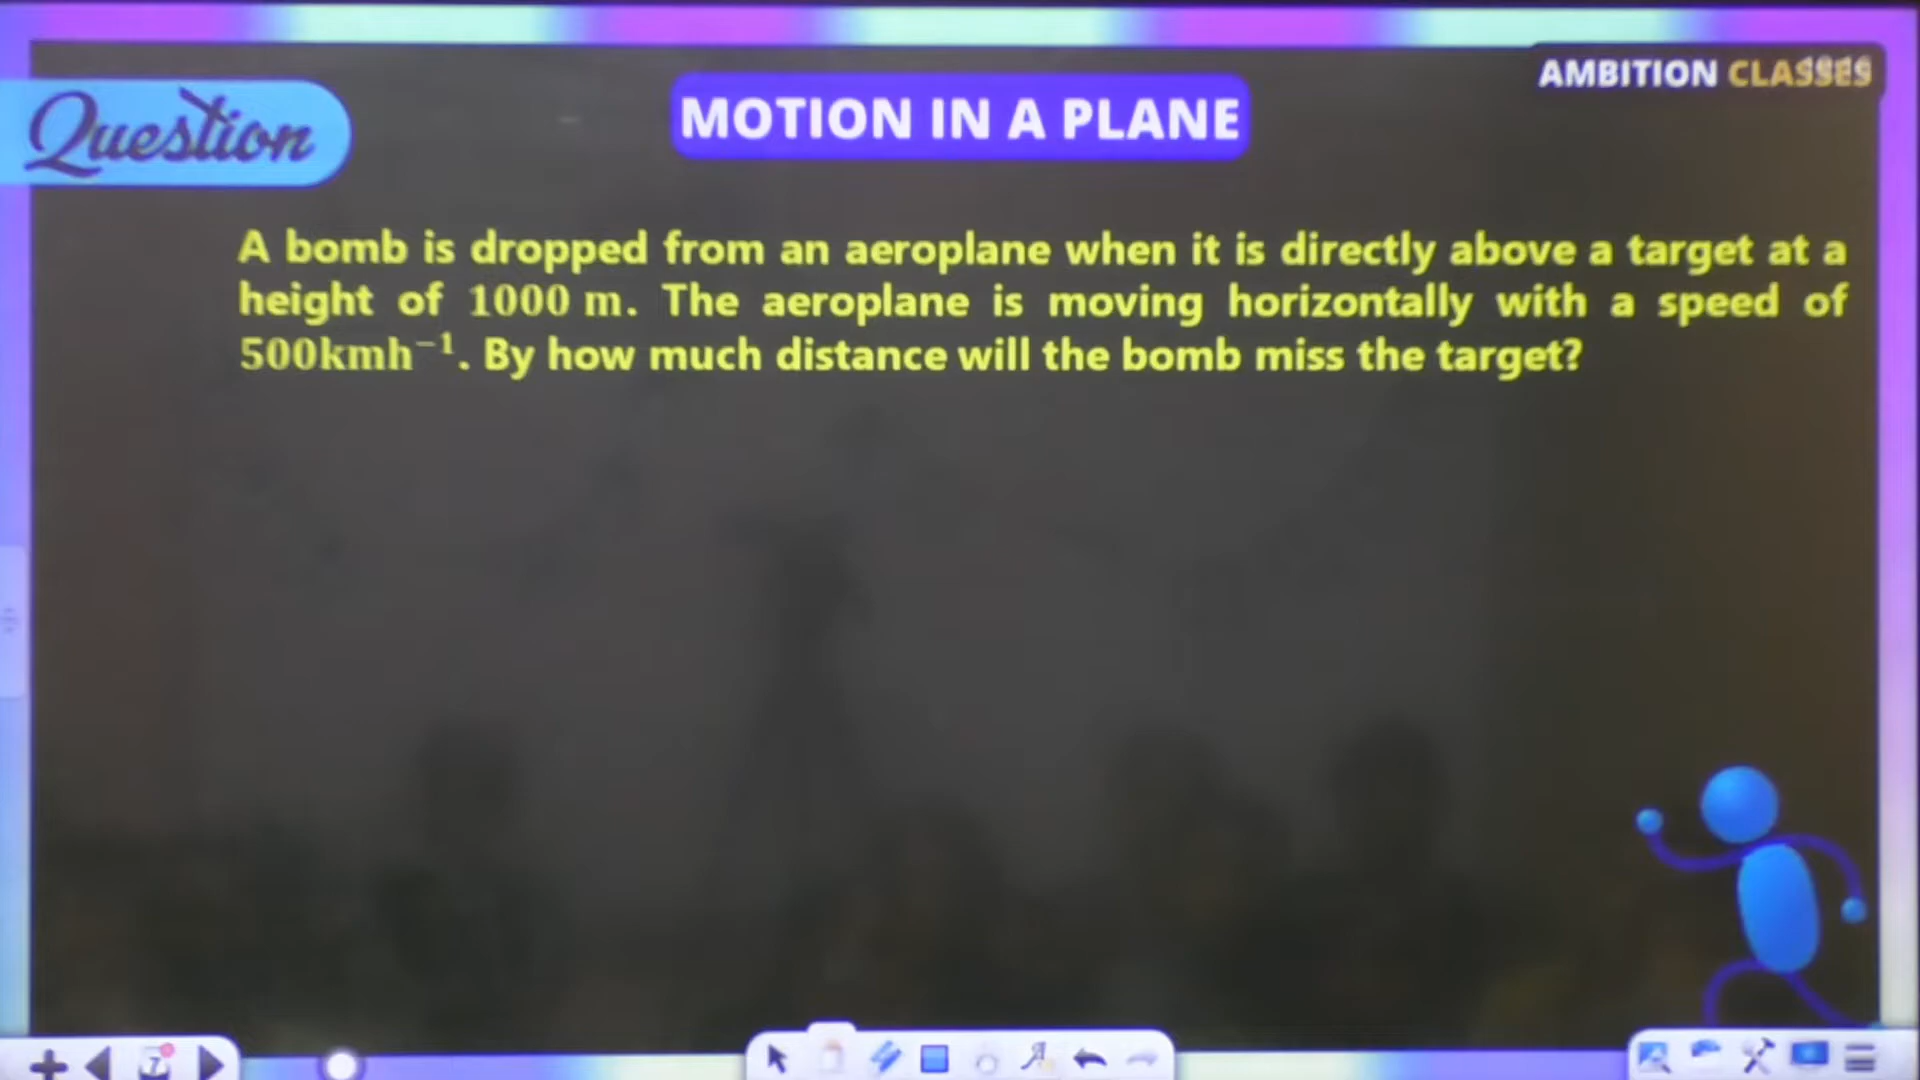 AMBITION CLASSES
Question
MOTION IN A PLANE
A bomb is dropped from an aeroplane when it is directly above a target at a
height of 1000 m. The aeroplane is moving horizontally with a speed of
500kmh⁻¹. By how much distance will the bomb miss the target?
7